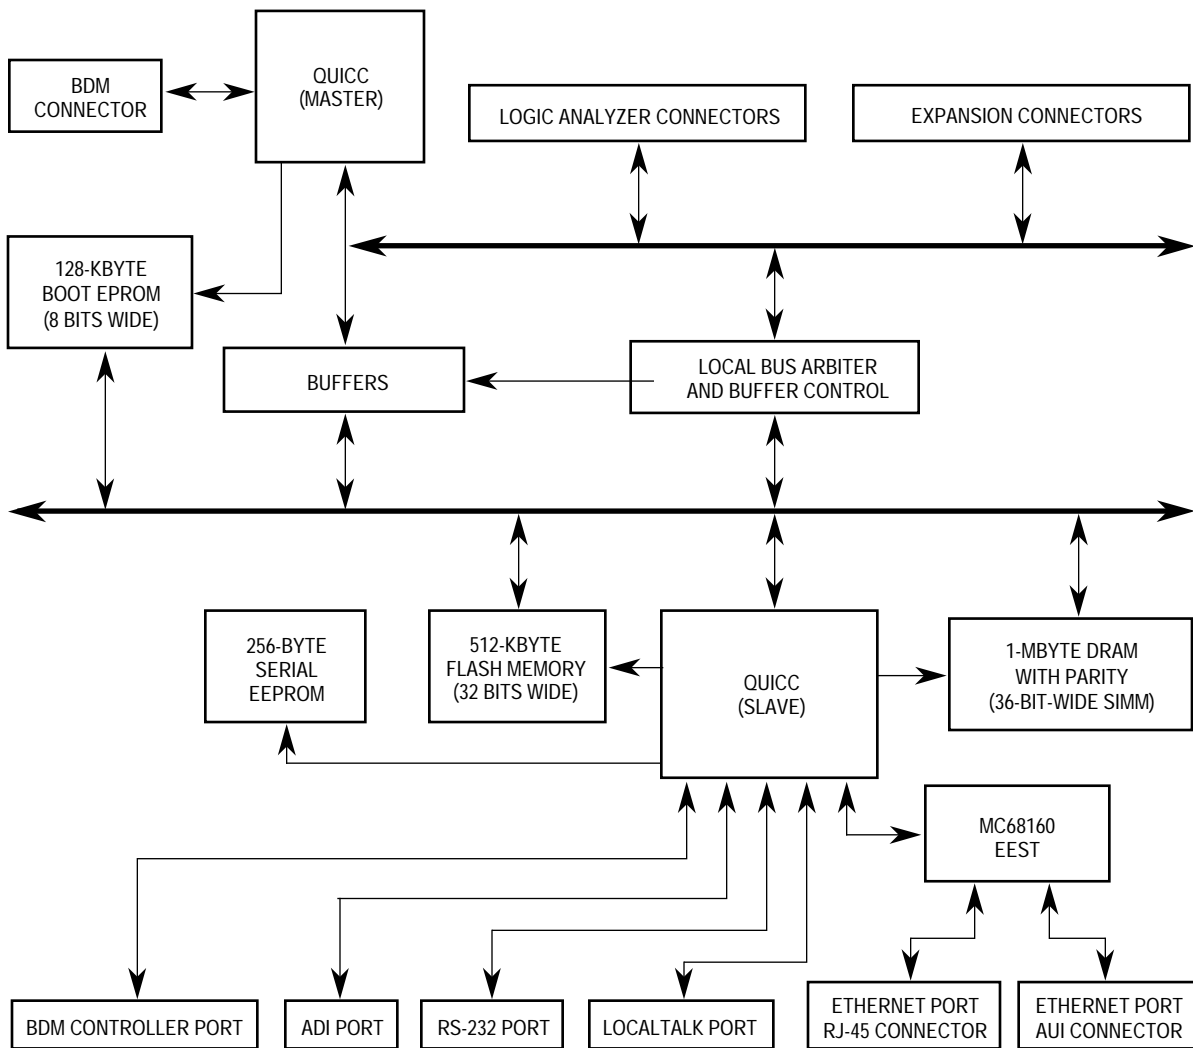 BDM
CONNECTOR
QUICC
(MASTER)
LOGIC ANALYZER CONNECTORS
EXPANSION CONNECTORS
128-KBYTE
BOOT EPROM
(8 BITS WIDE)
BUFFERS
LOCAL BUS ARBITER
AND BUFFER CONTROL
256-BYTE
SERIAL
EEPROM
512-KBYTE
FLASH MEMORY
(32 BITS WIDE)
QUICC
(SLAVE)
1-MBYTE DRAM
WITH PARITY
(36-BIT-WIDE SIMM)
MC68160
EEST
BDM CONTROLLER PORT
ADI PORT
RS-232 PORT
LOCALTALK PORT
ETHERNET PORT
RJ-45 CONNECTOR
ETHERNET PORT
AUI CONNECTOR